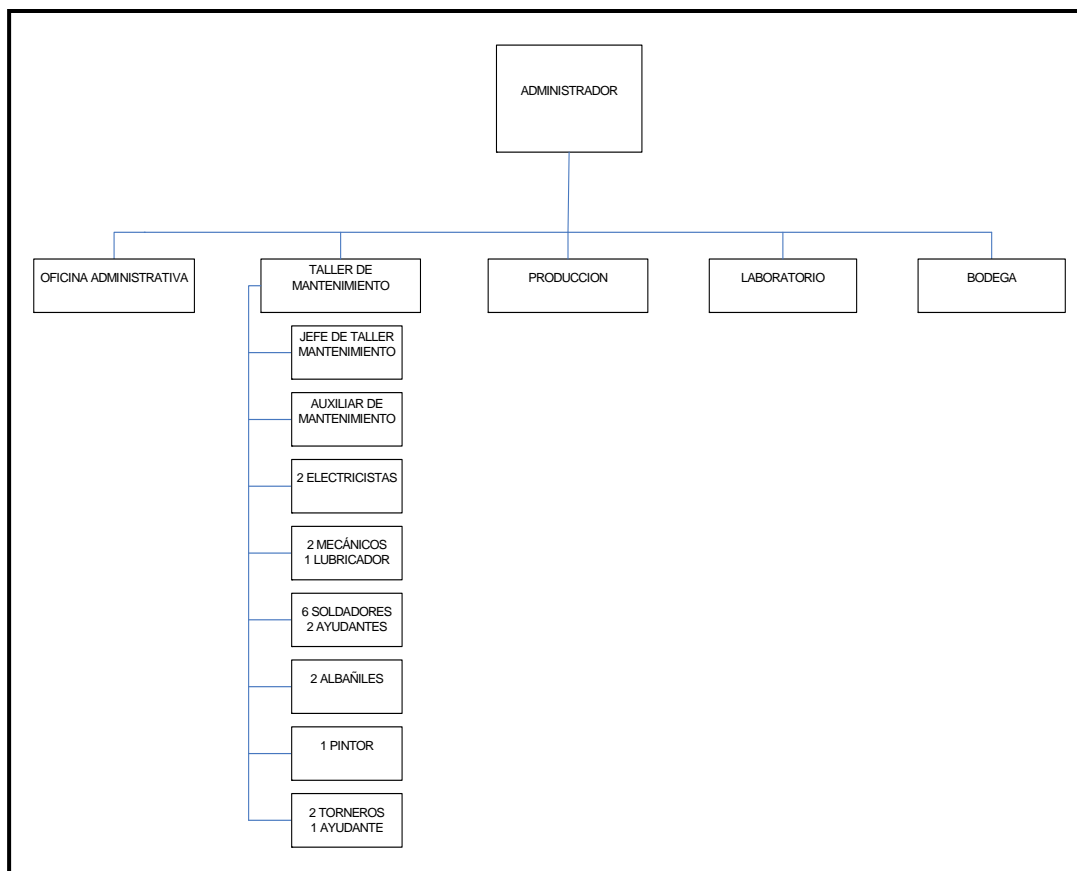 ADMINISTRADOR
OFICINA ADMINISTRATIVA
TALLER DE
MANTENIMIENTO
PRODUCCION
LABORATORIO
BODEGA
JEFE DE TALLER
MANTENIMIENTO
AUXILIAR DE
MANTENIMIENTO
2 ELECTRICISTAS
2 MECÁNICOS
1 LUBRICADOR
6 SOLDADORES
2 AYUDANTES
2 ALBAÑILES
1 PINTOR
2 TORNEROS
1 AYUDANTE